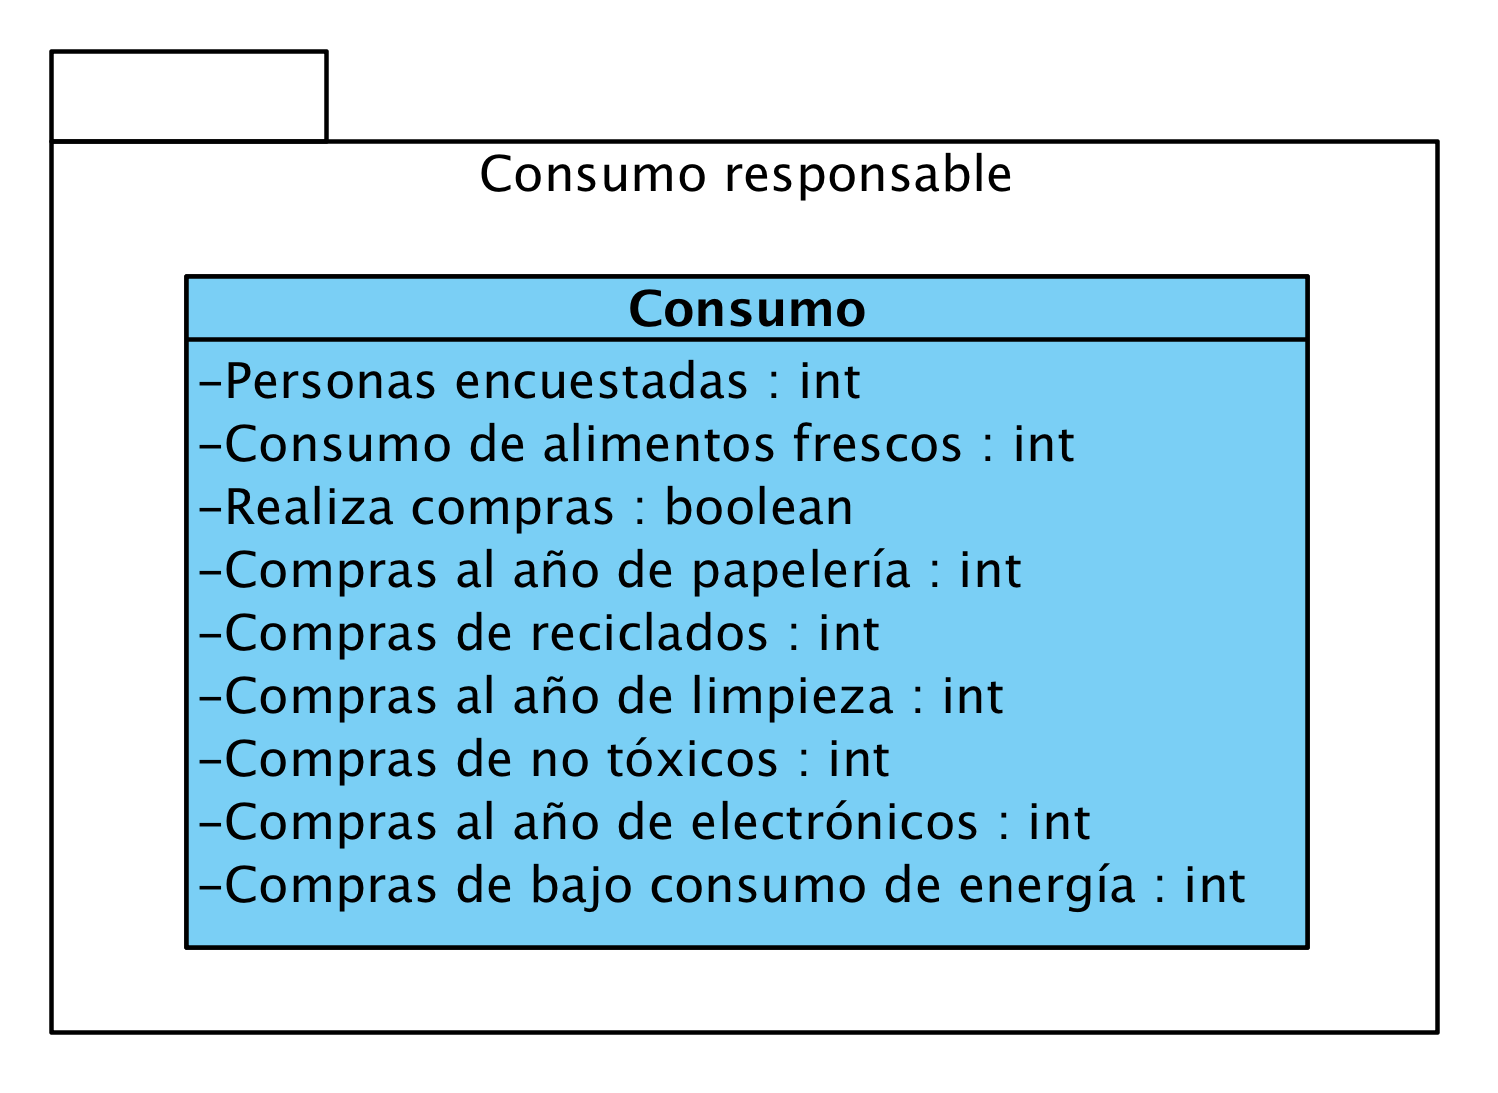 Consumo responsable
Consumo
-Personas encuestadas : int
-Consumo de alimentos frescos : int
-Realiza compras : boolean
-Compras al año de papelería : int
-Compras de reciclados : int
-Compras al año de limpieza : int
-Compras de no tóxicos : int
-Compras al año de electrónicos : int
-Compras de bajo consumo de energía : int